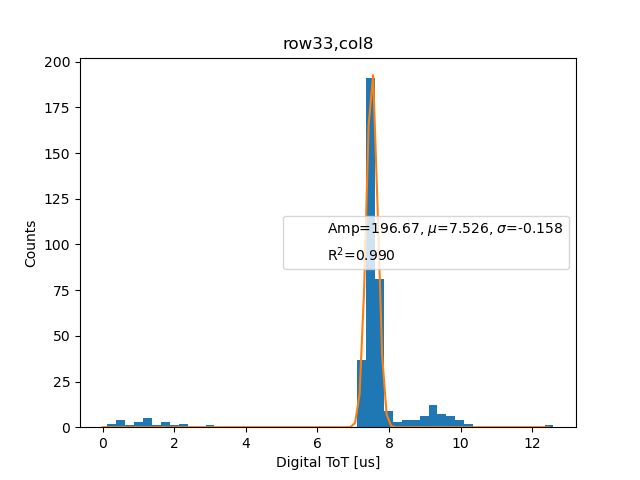 row33,col8
200
175
150
125
100
75
50
25
0
Counts
Amp=196.67, μ=7.526, σ=-0.158
R²=0.990
0 2 4 6 8 10 12
Digital ToT [us]